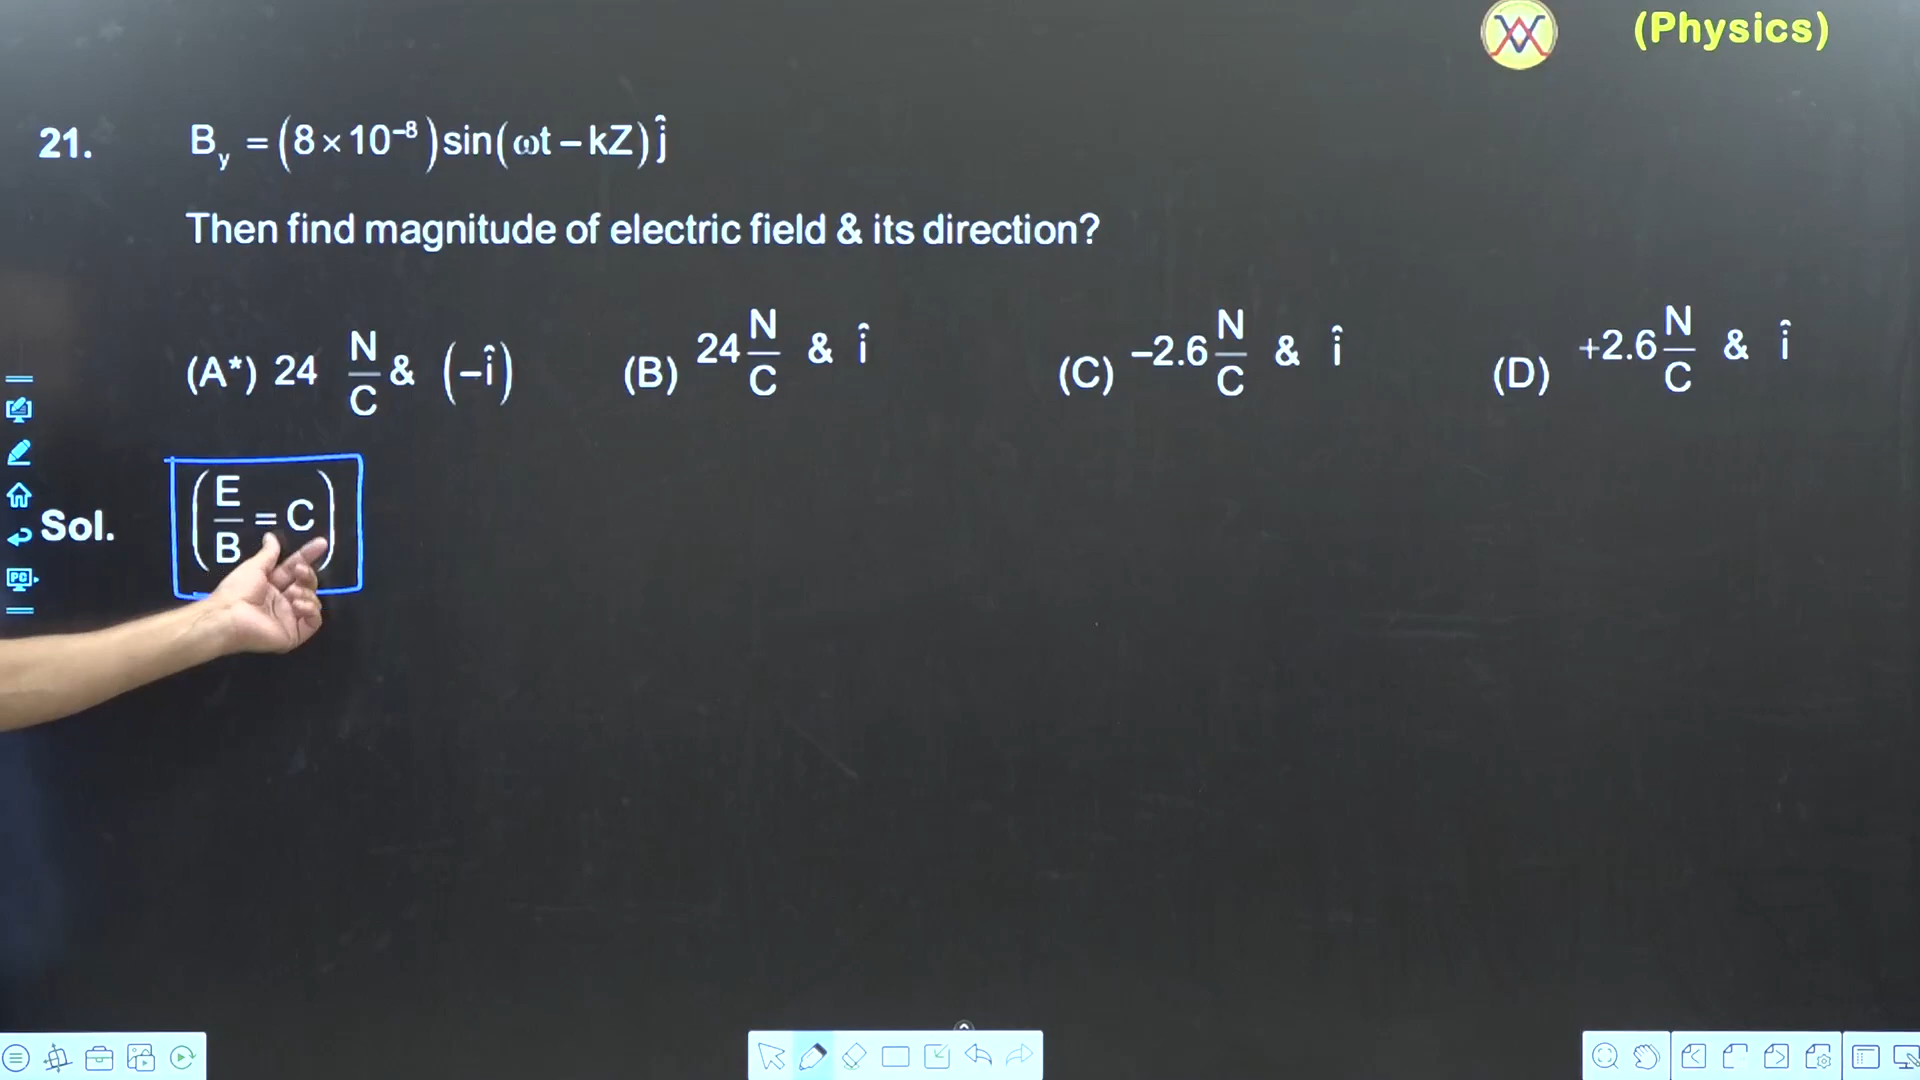 (Physics)
21. B_y = (8×10⁻⁸) sin(ωt – kZ) ĵ
Then find magnitude of electric field & its direction?
(A*) 24 N/C & (–î) (B) 24 N/C & î (C) –2.6 N/C & î (D) +2.6 N/C & î
Sol. (E/B = C)
PC